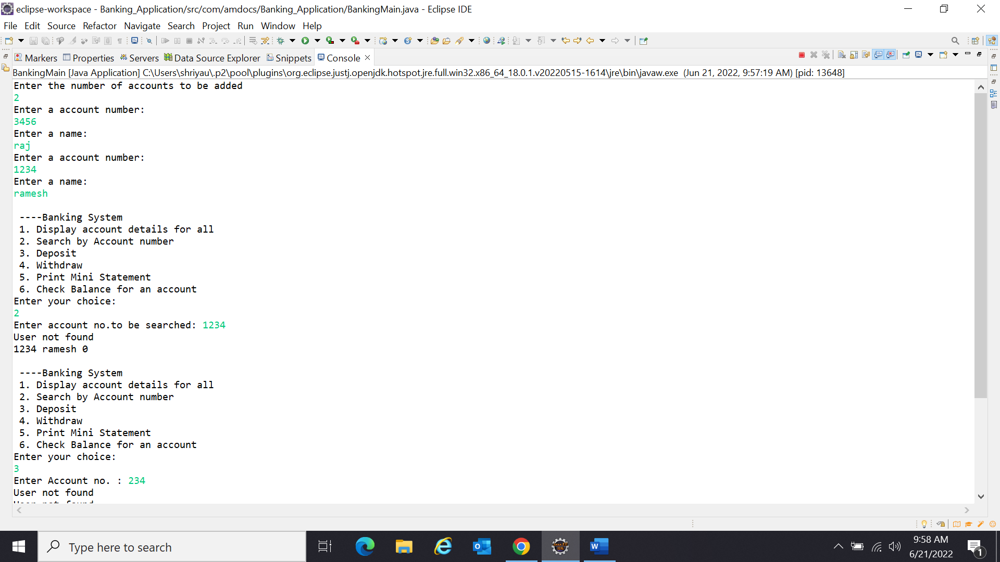 eclipse-workspace - Banking_Application/src/com/amdocs/Banking_Application/BankingMain.java - Eclipse IDE
File Edit Source Refactor Navigate Search Project Run Window Help
Markers Properties Servers Data Source Explorer Snippets Console
BankingMain [Java Application] C:\Users\shriyau\.p2\pool\plugins\org.eclipse.justj.openjdk.hotspot.jre.full.win32.x86_64_18.0.1.v20220515-1614\jre\bin\javaw.exe (Jun 21, 2022, 9:57:19 AM) [pid: 13648]
Enter the number of accounts to be added
2
Enter a account number:
3456
Enter a name:
raj
Enter a account number:
1234
Enter a name:
ramesh
----Banking System
1. Display account details for all
2. Search by Account number
3. Deposit
4. Withdraw
5. Print Mini Statement
6. Check Balance for an account
Enter your choice:
2
Enter account no.to be searched: 1234
User not found
1234 ramesh 0
----Banking System
1. Display account details for all
2. Search by Account number
3. Deposit
4. Withdraw
5. Print Mini Statement
6. Check Balance for an account
Enter your choice:
3
Enter Account no. : 234
User not found
User not found
Type here to search
9:58 AM
6/21/2022
1